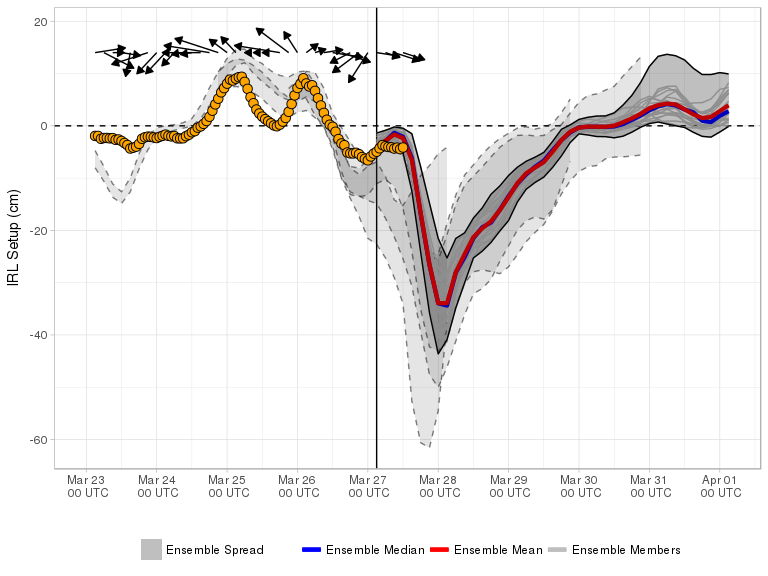 IRL Setup (cm)
20
0
-20
-40
-60
Mar 23 Mar 24 Mar 25 Mar 26 Mar 27 Mar 28 Mar 29 Mar 30 Mar 31 Apr 01
00 UTC 00 UTC 00 UTC 00 UTC 00 UTC 00 UTC 00 UTC 00 UTC 00 UTC 00 UTC
Ensemble Spread Ensemble Median Ensemble Mean Ensemble Members